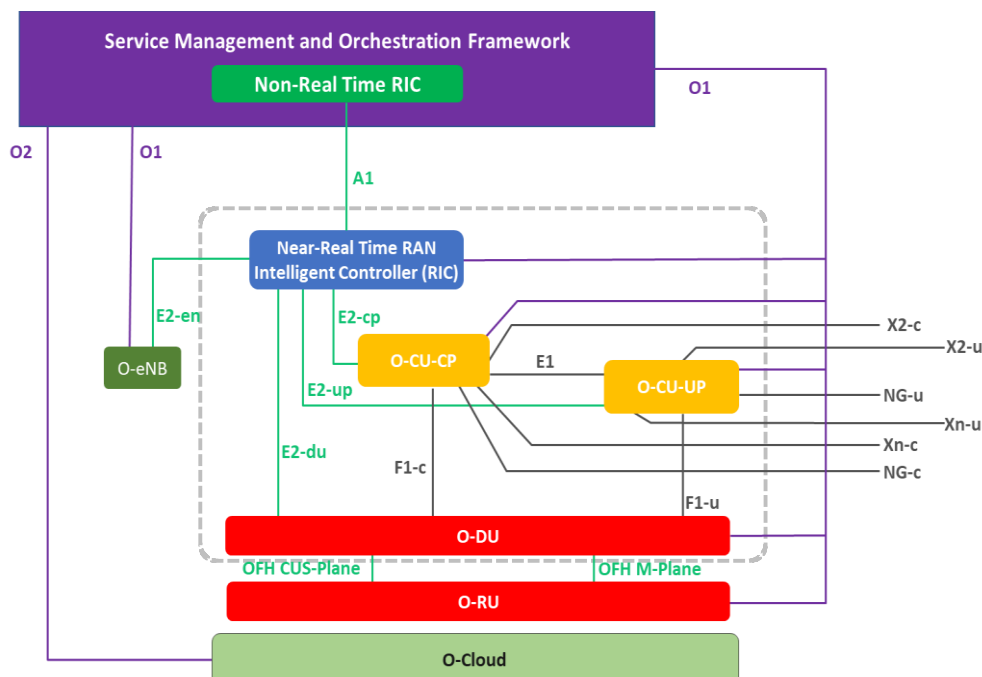 Service Management and Orchestration Framework
Non-Real Time RIC
O1
O2
O1
A1
Near-Real Time RAN
Intelligent Controller (RIC)
E2-en
E2-cp
X2-c
X2-u
O-eNB
O-CU-CP
E1
O-CU-UP
E2-up
NG-u
Xn-u
E2-du
Xn-c
F1-c
NG-c
F1-u
O-DU
OFH CUS-Plane
OFH M-Plane
O-RU
O-Cloud